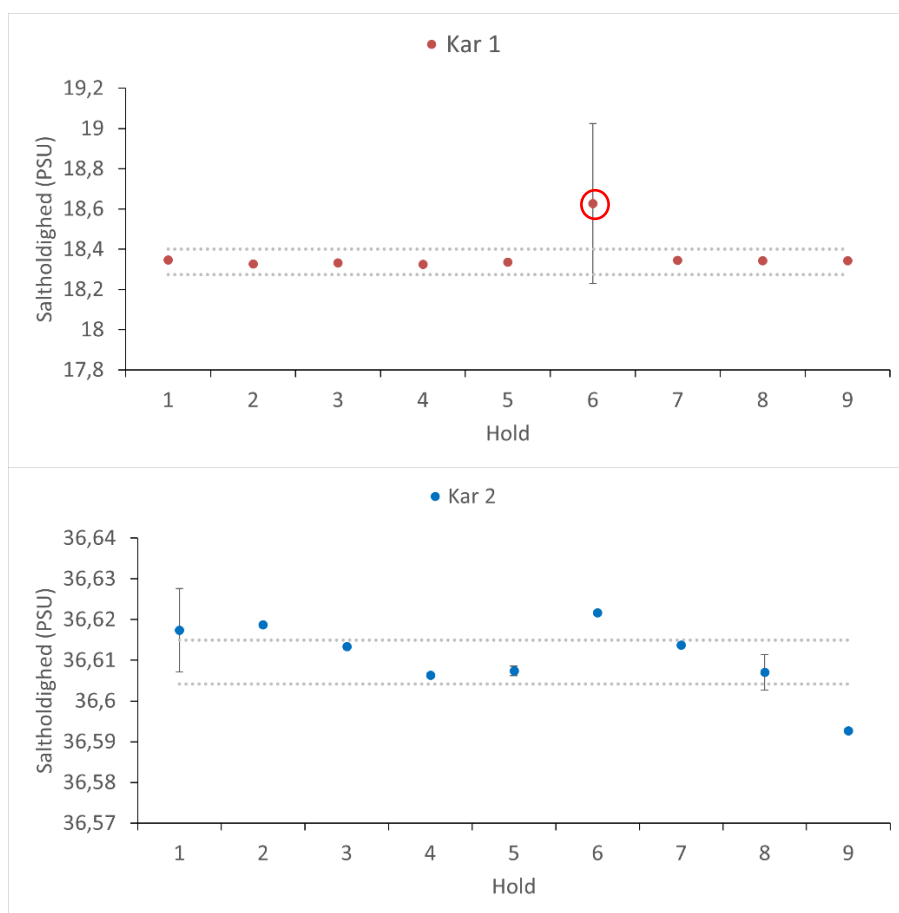 Kar 1
19,2
19
18,8
18,6
18,4
18,2
18
17,8
Saltholdighed (PSU)
1 2 3 4 5 6 7 8 9
Hold
Kar 2
36,64
36,63
36,62
36,61
36,6
36,59
36,58
36,57
Saltholdighed (PSU)
1 2 3 4 5 6 7 8 9
Hold